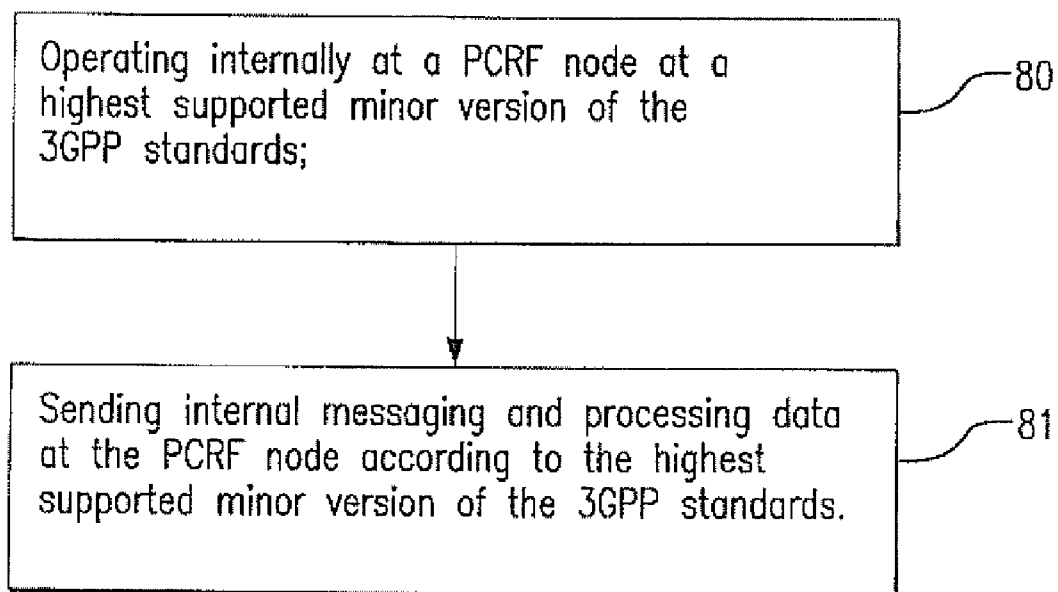 Operating internally at a PCRF node at a
highest supported minor version of the
3GPP standards;
80
Sending internal messaging and processing data
at the PCRF node according to the highest
supported minor version of the 3GPP standards.
81